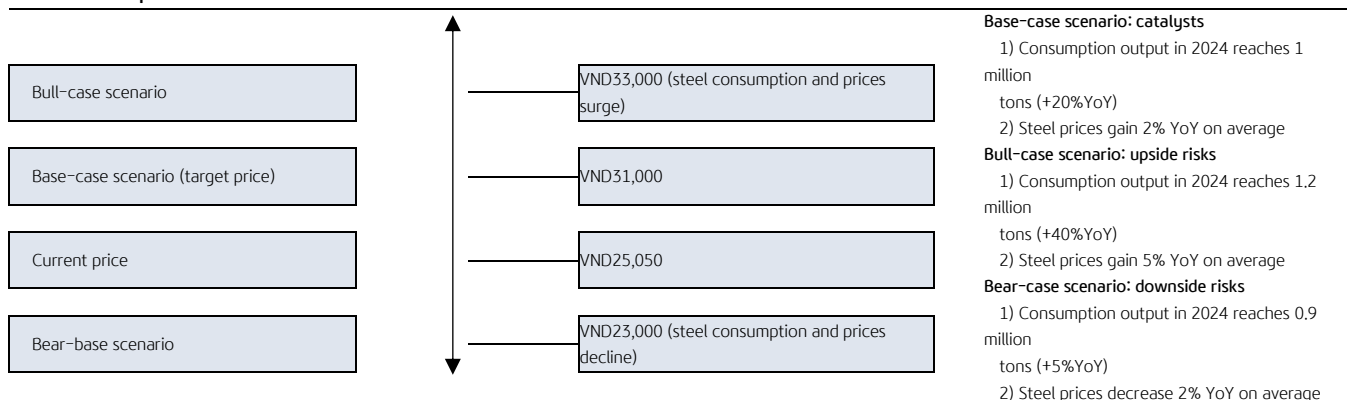 Bull-case scenario
VND33,000 (steel consumption and prices
surge)
Base-case scenario (target price)
VND31,000
Current price
VND25,050
Bear-base scenario
VND23,000 (steel consumption and prices
decline)
Base-case scenario: catalysts
1) Consumption output in 2024 reaches 1
million
tons (+20%YoY)
2) Steel prices gain 2% YoY on average
Bull-case scenario: upside risks
1) Consumption output in 2024 reaches 1.2
million
tons (+40%YoY)
2) Steel prices gain 5% YoY on average
Bear-case scenario: downside risks
1) Consumption output in 2024 reaches 0.9
million
tons (+5%YoY)
2) Steel prices decrease 2% YoY on average